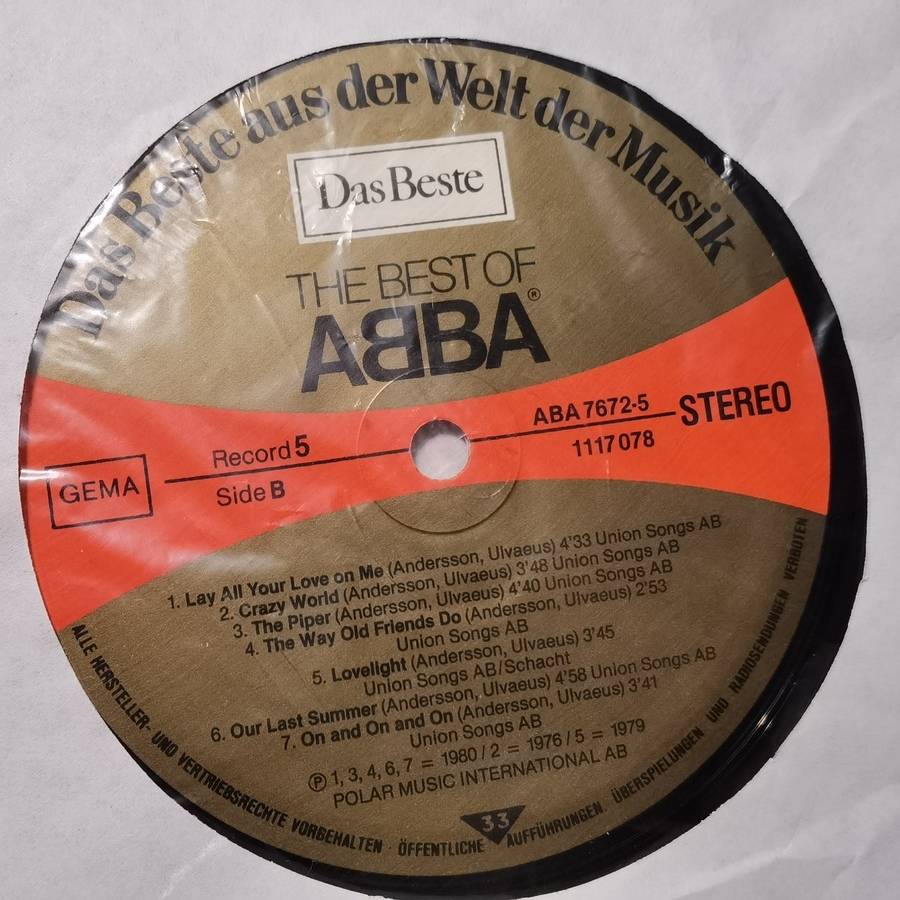 Das Beste aus der Welt der Musik
Das Beste
THE BEST OF
ABBA®
Record 5
Side B
GEMA
ABA 7672-5
1117 078
STEREO
1. Lay All Your Love on Me (Andersson, Ulvaeus) 4'33 Union Songs AB
2. Crazy World (Andersson, Ulvaeus) 3'48 Union Songs AB
3. The Piper (Andersson, Ulvaeus) 4'40 Union Songs AB
4. The Way Old Friends Do (Andersson, Ulvaeus) 2'53
Union Songs AB
5. Lovelight (Andersson, Ulvaeus) 3'45
Union Songs AB/Schacht
6. Our Last Summer (Andersson, Ulvaeus) 4'58 Union Songs AB
7. On and On and On (Andersson, Ulvaeus) 3'41
Union Songs AB
℗ 1, 3, 4, 6, 7 = 1980 / 2 = 1976 / 5 = 1979
POLAR MUSIC INTERNATIONAL AB
33
ALLE HERSTELLER- UND VERTRIEBSRECHTE VORBEHALTEN · ÖFFENTLICHE AUFFÜHRUNGEN, ÜBERSPIELUNGEN UND RADIOSENDUNGEN VERBOTEN